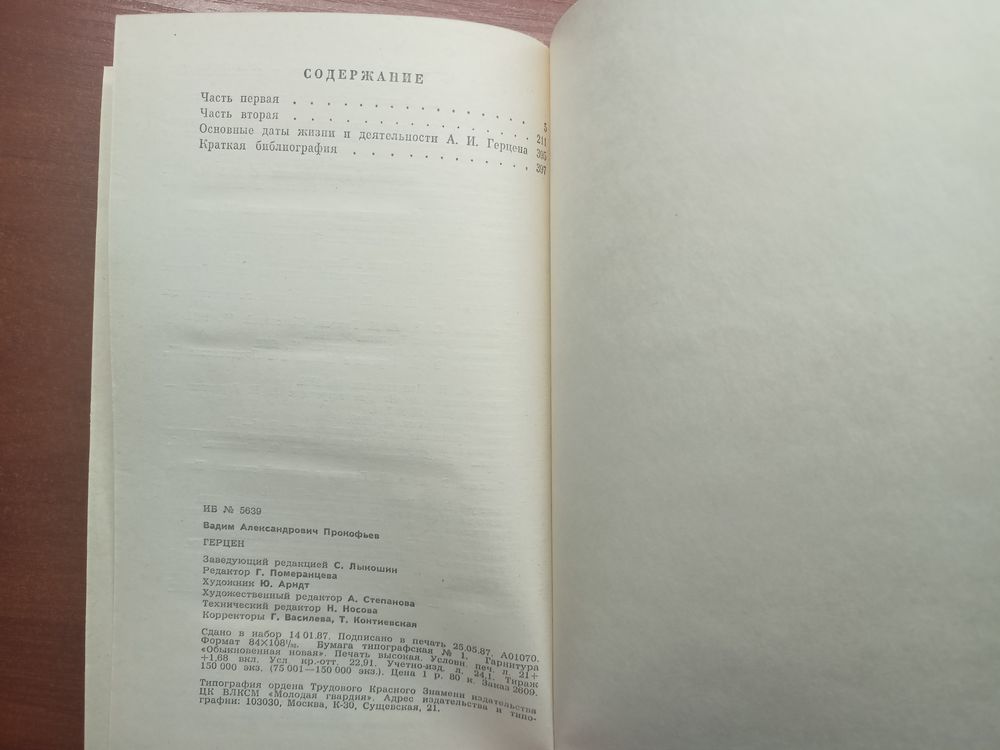 СОДЕРЖАНИЕ
Часть первая . . . . . . . . . . . . . 5
Часть вторая . . . . . . . . . . . . . 211
Основные даты жизни и деятельности А. И. Герцена 395
Краткая библиография . . . . . . . . . . 397
ИБ № 5639
Вадим Александрович Прокофьев
ГЕРЦЕН
Заведующий редакцией С. Лыкошин
Редактор Г. Померанцева
Художник Ю. Арндт
Художественный редактор А. Степанова
Технический редактор Н. Носова
Корректоры Г. Василева, Т. Контиевская
Сдано в набор 14 01.87. Подписано в печать 25.05.87. А01070.
Формат 84×108¹/₃₂. Бумага типографская № 1. Гарнитура
«Обыкновенная новая». Печать высокая. Условн. печ. л. 21+
+1,68 вкл. Усл кр.-отт. 22,91. Учетно-изд. л. 24,1. Тираж
150 000 экз. (75 001—150 000 экз.). Цена 1 р. 80 к. Заказ 2609.
Типография ордена Трудового Красного Знамени издательства
ЦК ВЛКСМ «Молодая гвардия». Адрес издательства и типо-
графии: 103030, Москва, К-30, Сущевская, 21.